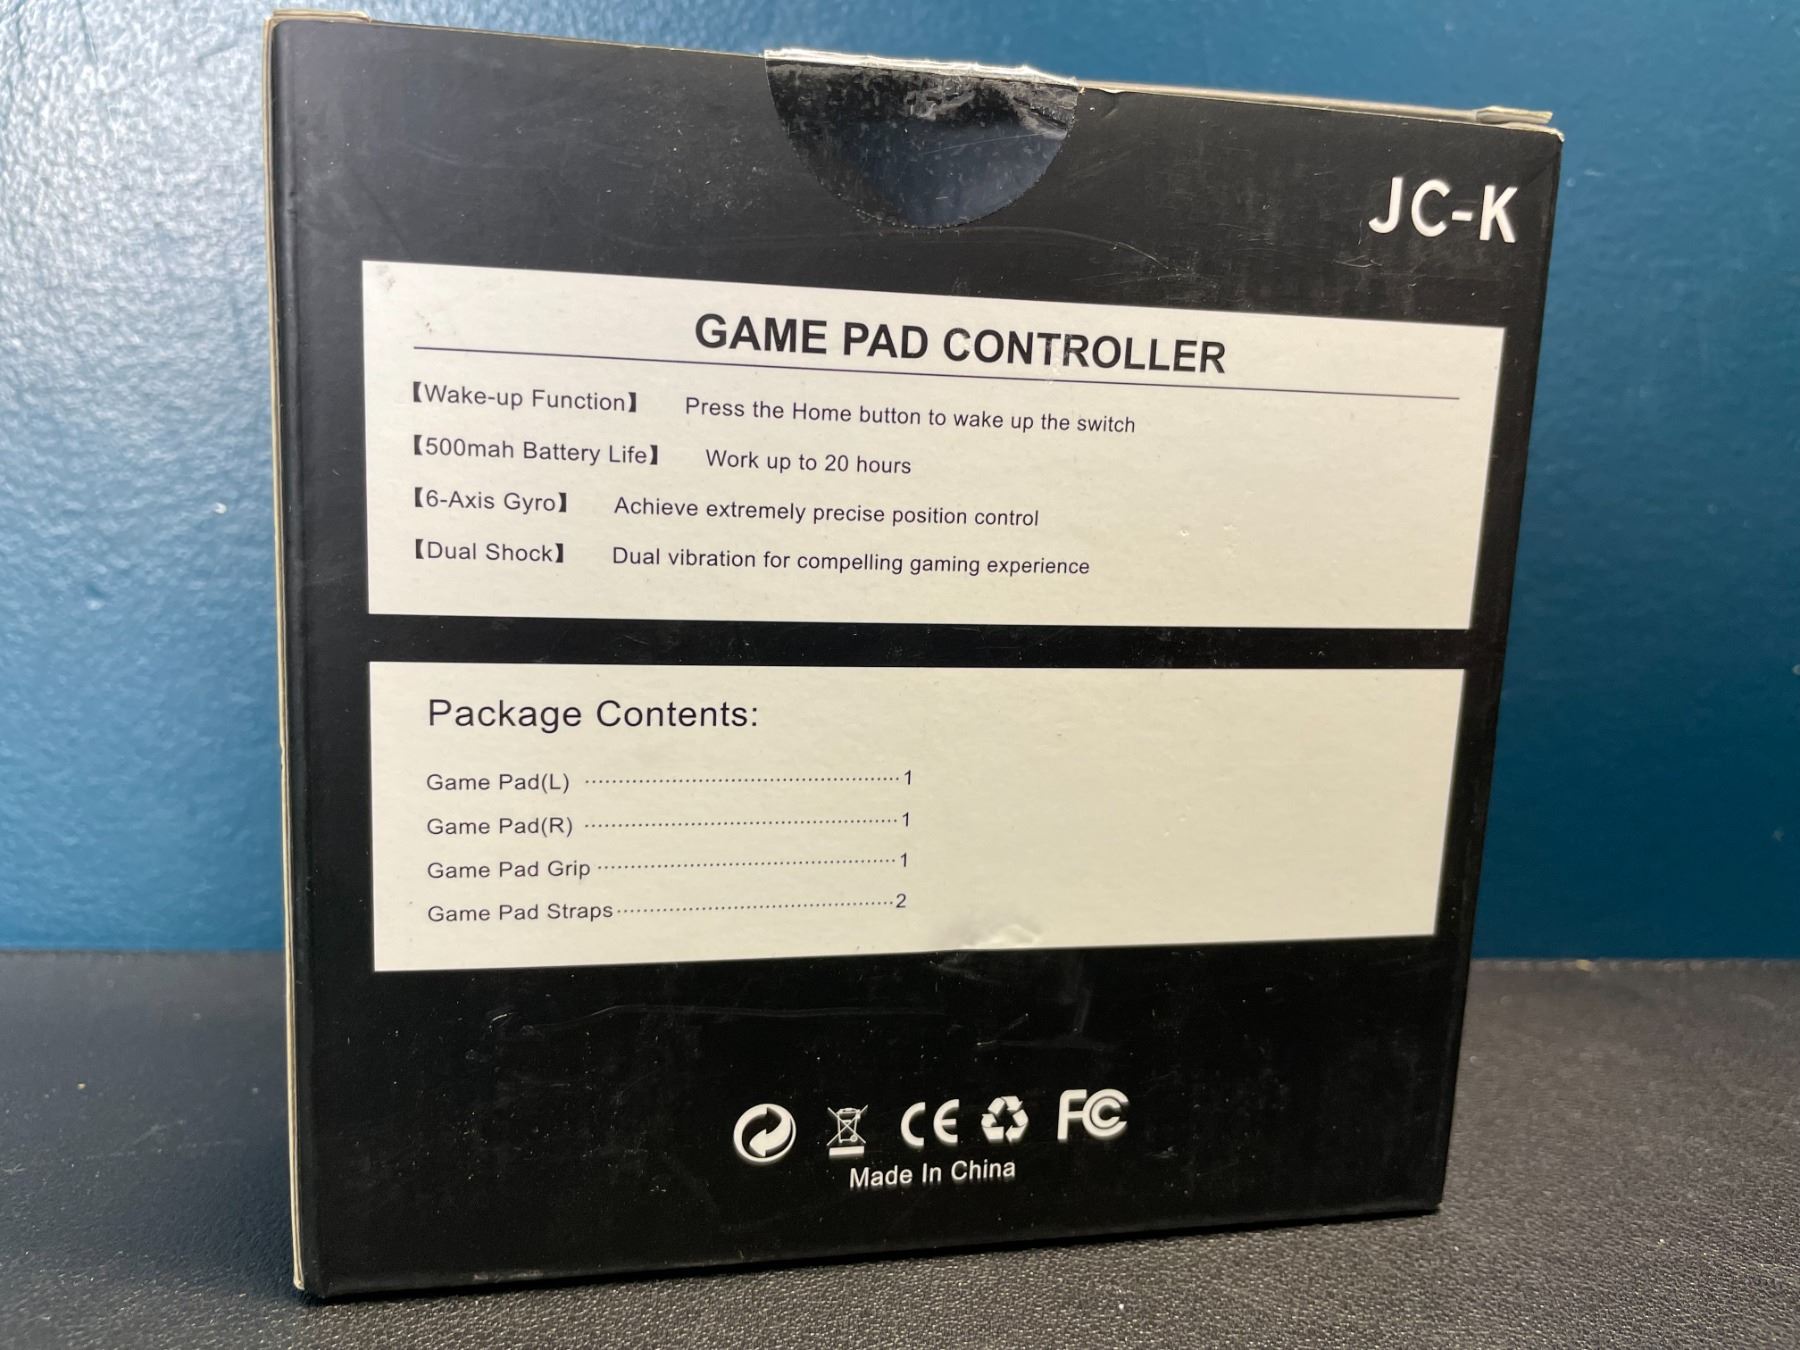 JC-K
GAME PAD CONTROLLER
【Wake-up Function】 Press the Home button to wake up the switch
【500mah Battery Life】 Work up to 20 hours
【6-Axis Gyro】 Achieve extremely precise position control
【Dual Shock】 Dual vibration for compelling gaming experience
Package Contents:
Game Pad(L) ················································1
Game Pad(R) ················································1
Game Pad Grip ··············································1
Game Pad Straps···········································2
CE FC
Made In China